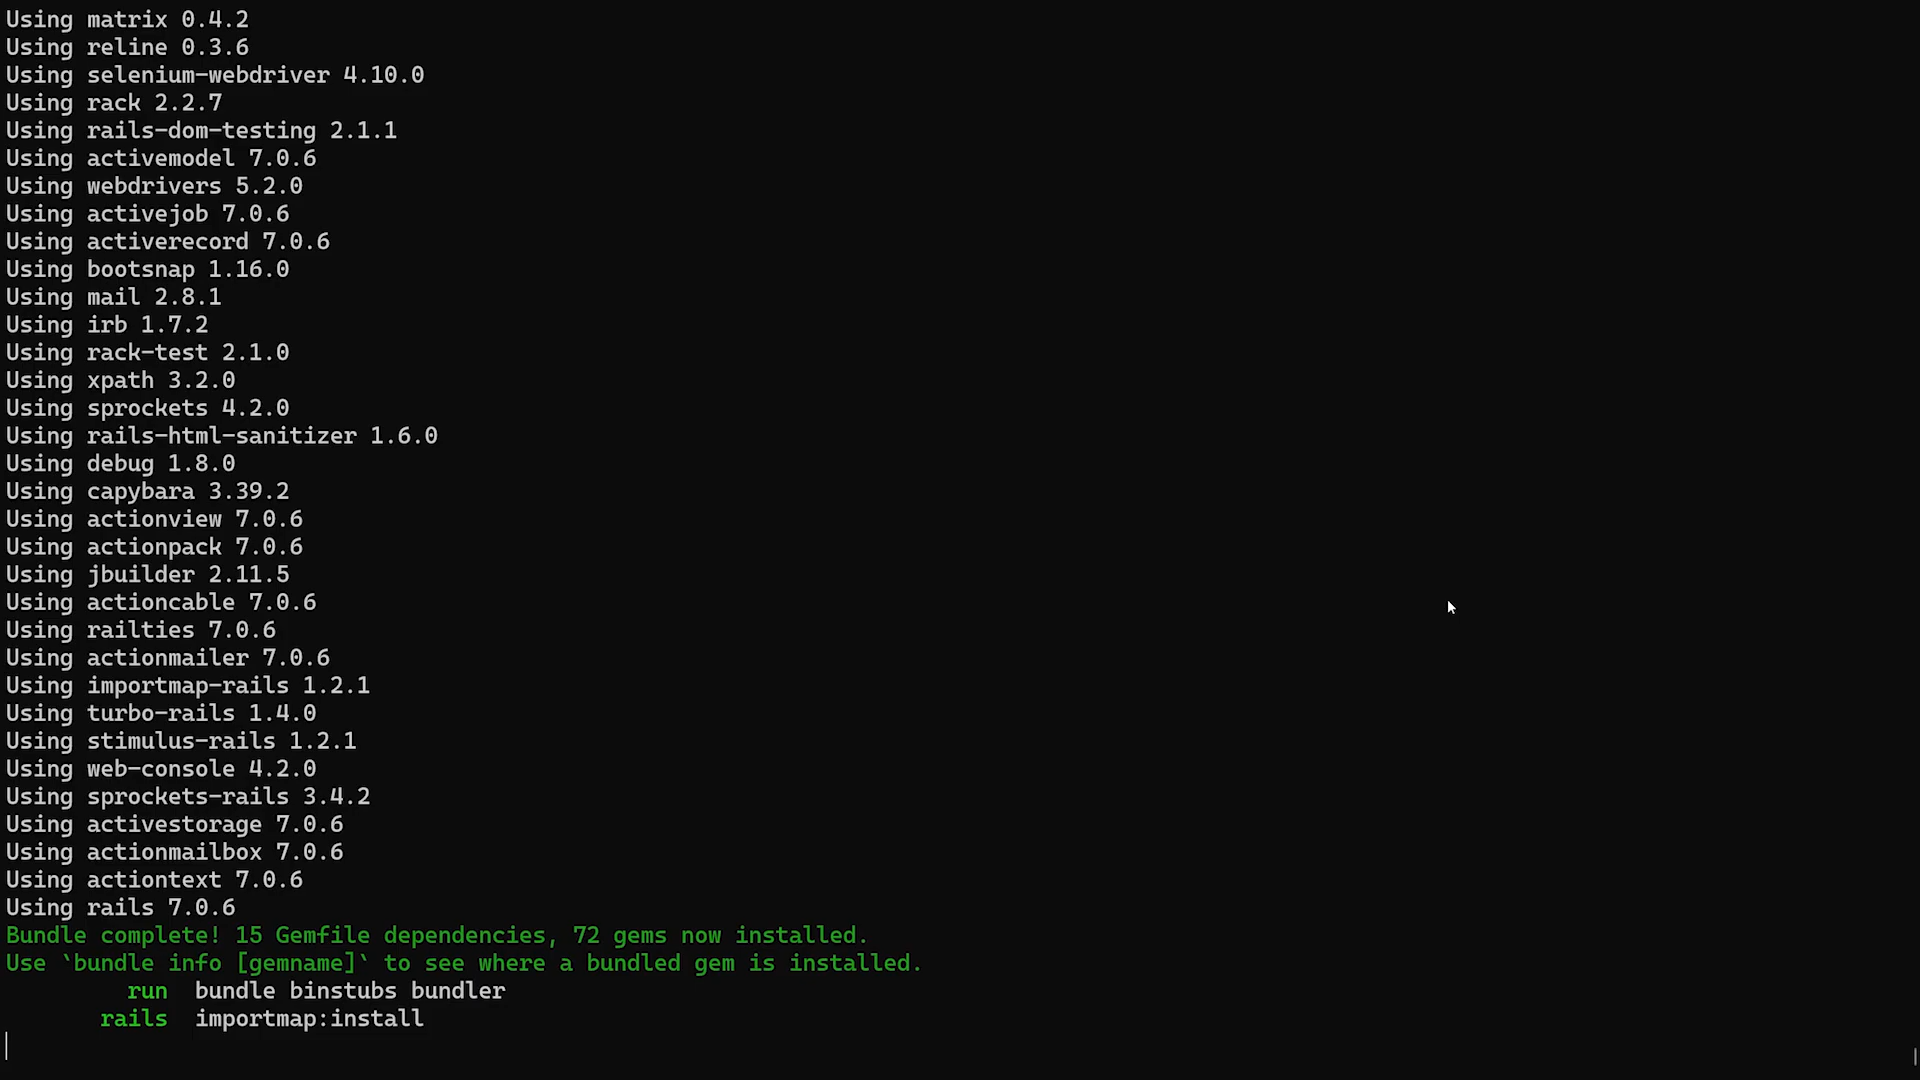 Using matrix 0.4.2
Using reline 0.3.6
Using selenium-webdriver 4.10.0
Using rack 2.2.7
Using rails-dom-testing 2.1.1
Using activemodel 7.0.6
Using webdrivers 5.2.0
Using activejob 7.0.6
Using activerecord 7.0.6
Using bootsnap 1.16.0
Using mail 2.8.1
Using irb 1.7.2
Using rack-test 2.1.0
Using xpath 3.2.0
Using sprockets 4.2.0
Using rails-html-sanitizer 1.6.0
Using debug 1.8.0
Using capybara 3.39.2
Using actionview 7.0.6
Using actionpack 7.0.6
Using jbuilder 2.11.5
Using actioncable 7.0.6
Using railties 7.0.6
Using actionmailer 7.0.6
Using importmap-rails 1.2.1
Using turbo-rails 1.4.0
Using stimulus-rails 1.2.1
Using web-console 4.2.0
Using sprockets-rails 3.4.2
Using activestorage 7.0.6
Using actionmailbox 7.0.6
Using actiontext 7.0.6
Using rails 7.0.6
Bundle complete! 15 Gemfile dependencies, 72 gems now installed.
Use `bundle info [gemname]` to see where a bundled gem is installed.
run  bundle binstubs bundler
rails  importmap:install